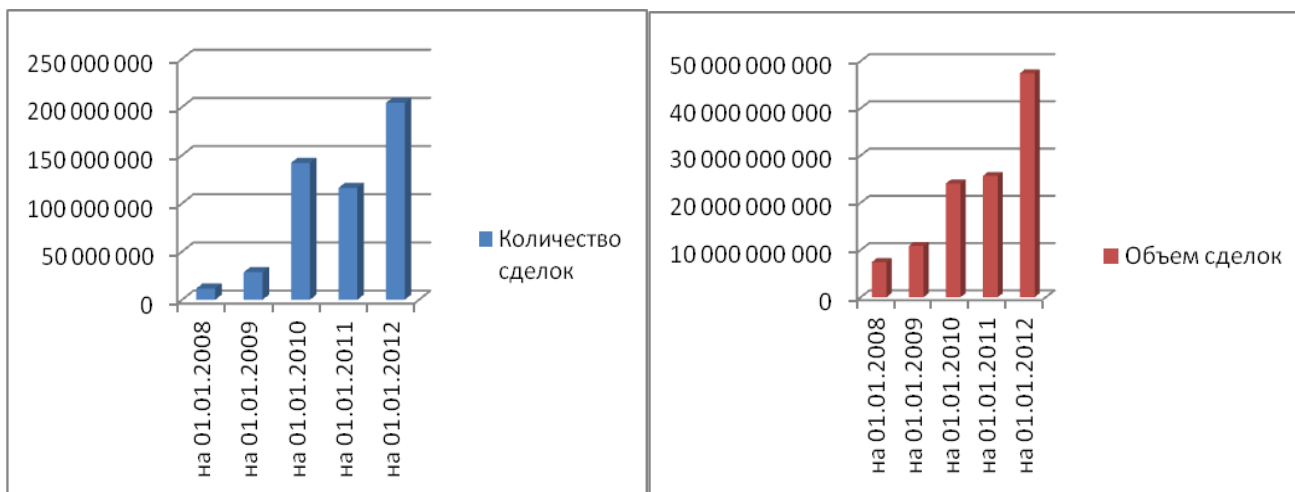 250 000 000
200 000 000
150 000 000
100 000 000
50 000 000
0
на 01.01.2008
на 01.01.2009
на 01.01.2010
на 01.01.2011
на 01.01.2012
Количество
сделок
50 000 000 000
40 000 000 000
30 000 000 000
20 000 000 000
10 000 000 000
0
на 01.01.2008
на 01.01.2009
на 01.01.2010
на 01.01.2011
на 01.01.2012
Объем сделок